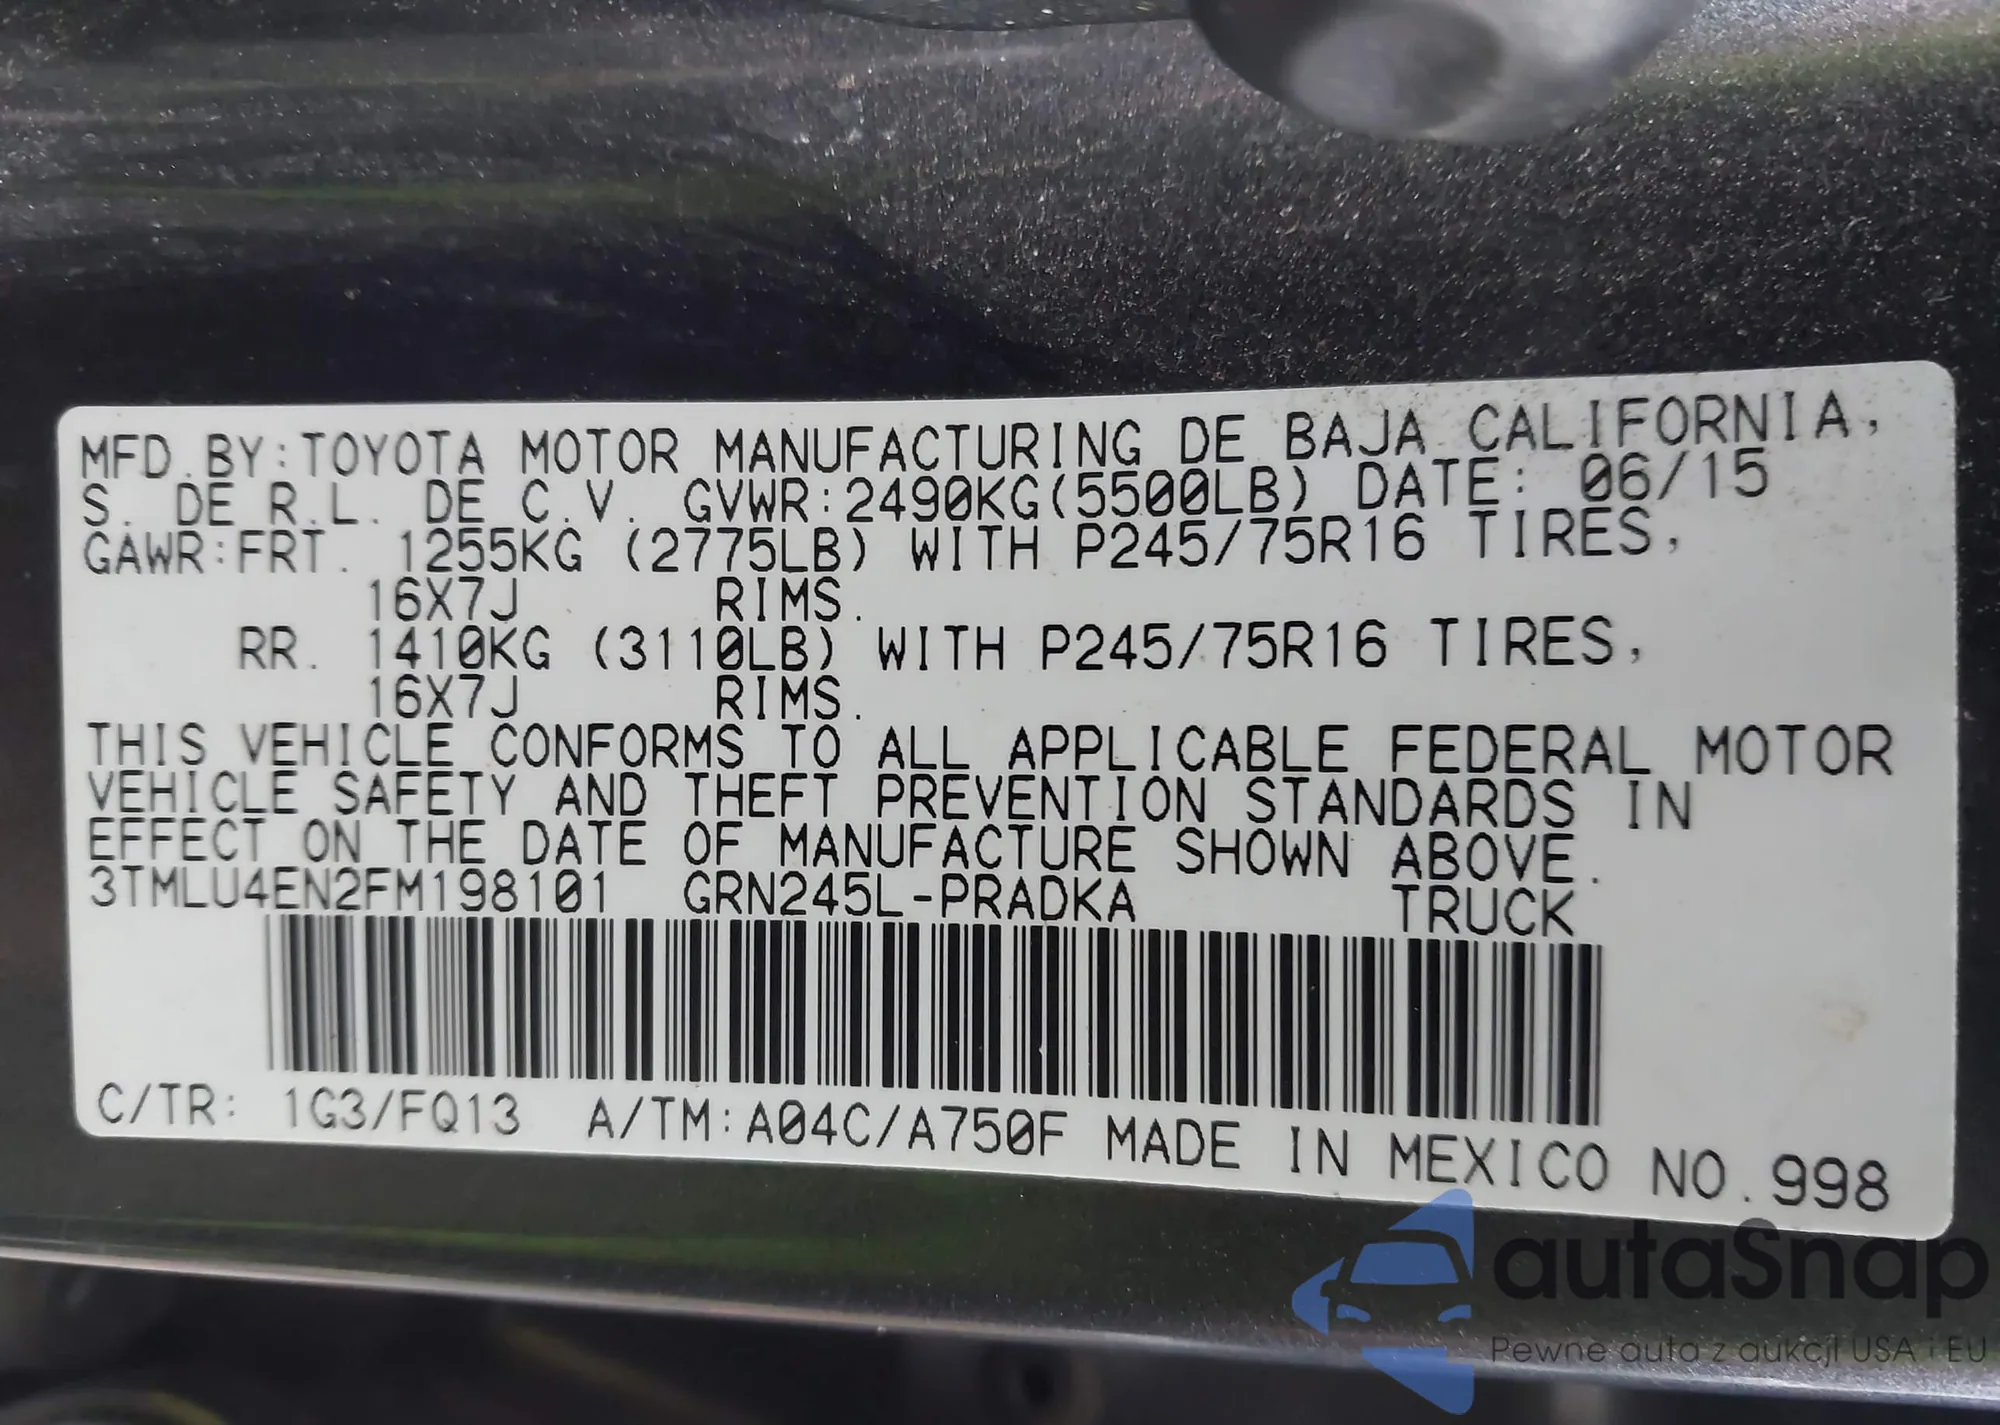 MFD.BY:TOYOTA MOTOR MANUFACTURING DE BAJA CALIFORNIA,
S. DE R.L. DE C.V. GVWR:2490KG(5500LB) DATE: 06/15
GAWR:FRT. 1255KG (2775LB) WITH P245/75R16 TIRES,
16X7J RIMS.
RR. 1410KG (3110LB) WITH P245/75R16 TIRES,
16X7J RIMS.
THIS VEHICLE CONFORMS TO ALL APPLICABLE FEDERAL MOTOR
VEHICLE SAFETY AND THEFT PREVENTION STANDARDS IN
EFFECT ON THE DATE OF MANUFACTURE SHOWN ABOVE.
3TMLU4EN2FM198101 GRN245L-PRADKA TRUCK
C/TR: 1G3/FQ13 A/TM:A04C/A750F MADE IN MEXICO NO.998
autoSnap
Pewne auta z aukcji USA i EU